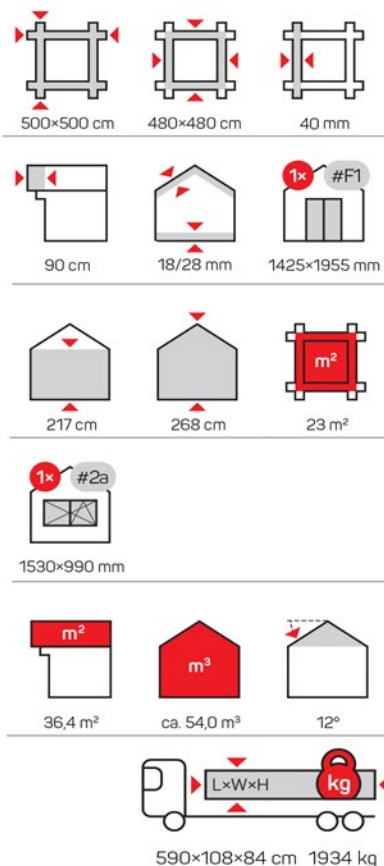 500×500 cm 480×480 cm 40 mm
1× #F1
90 cm 18/28 mm 1425×1955 mm
m²
217 cm 268 cm 23 m²
1× #2a
1530×990 mm
m² m³
36,4 m² ca. 54,0 m³ 12°
L×W×H kg
590×108×84 cm 1934 kg